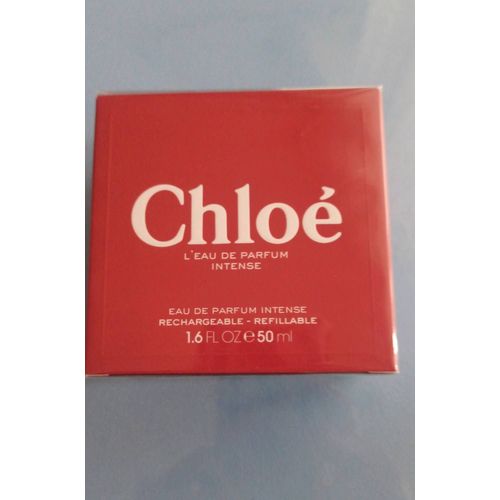 Chloé
L'EAU DE PARFUM
INTENSE
EAU DE PARFUM INTENSE
RECHARGEABLE - REFILLABLE
1.6 FL OZ ℮ 50 ml